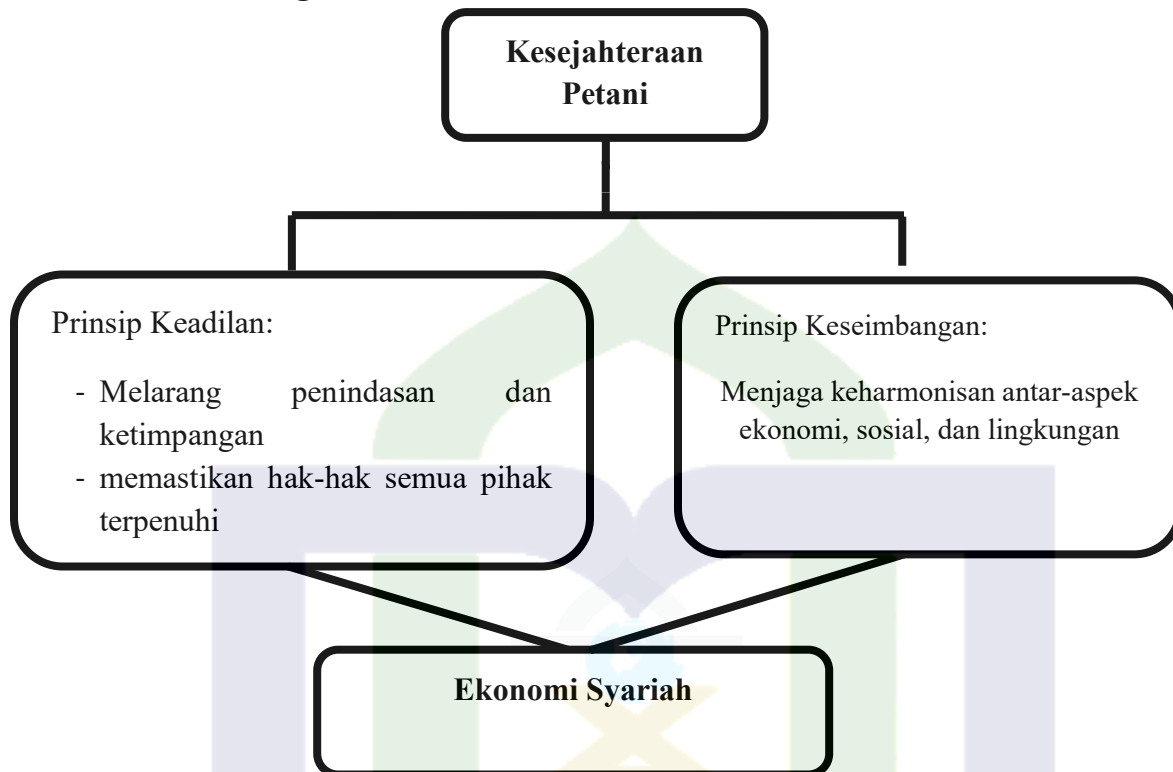 Kesejahteraan
Petani
Prinsip Keadilan:
- Melarang penindasan dan
ketimpangan
- memastikan hak-hak semua pihak
terpenuhi
Prinsip Keseimbangan:
Menjaga keharmonisan antar-aspek
ekonomi, sosial, dan lingkungan
Ekonomi Syariah